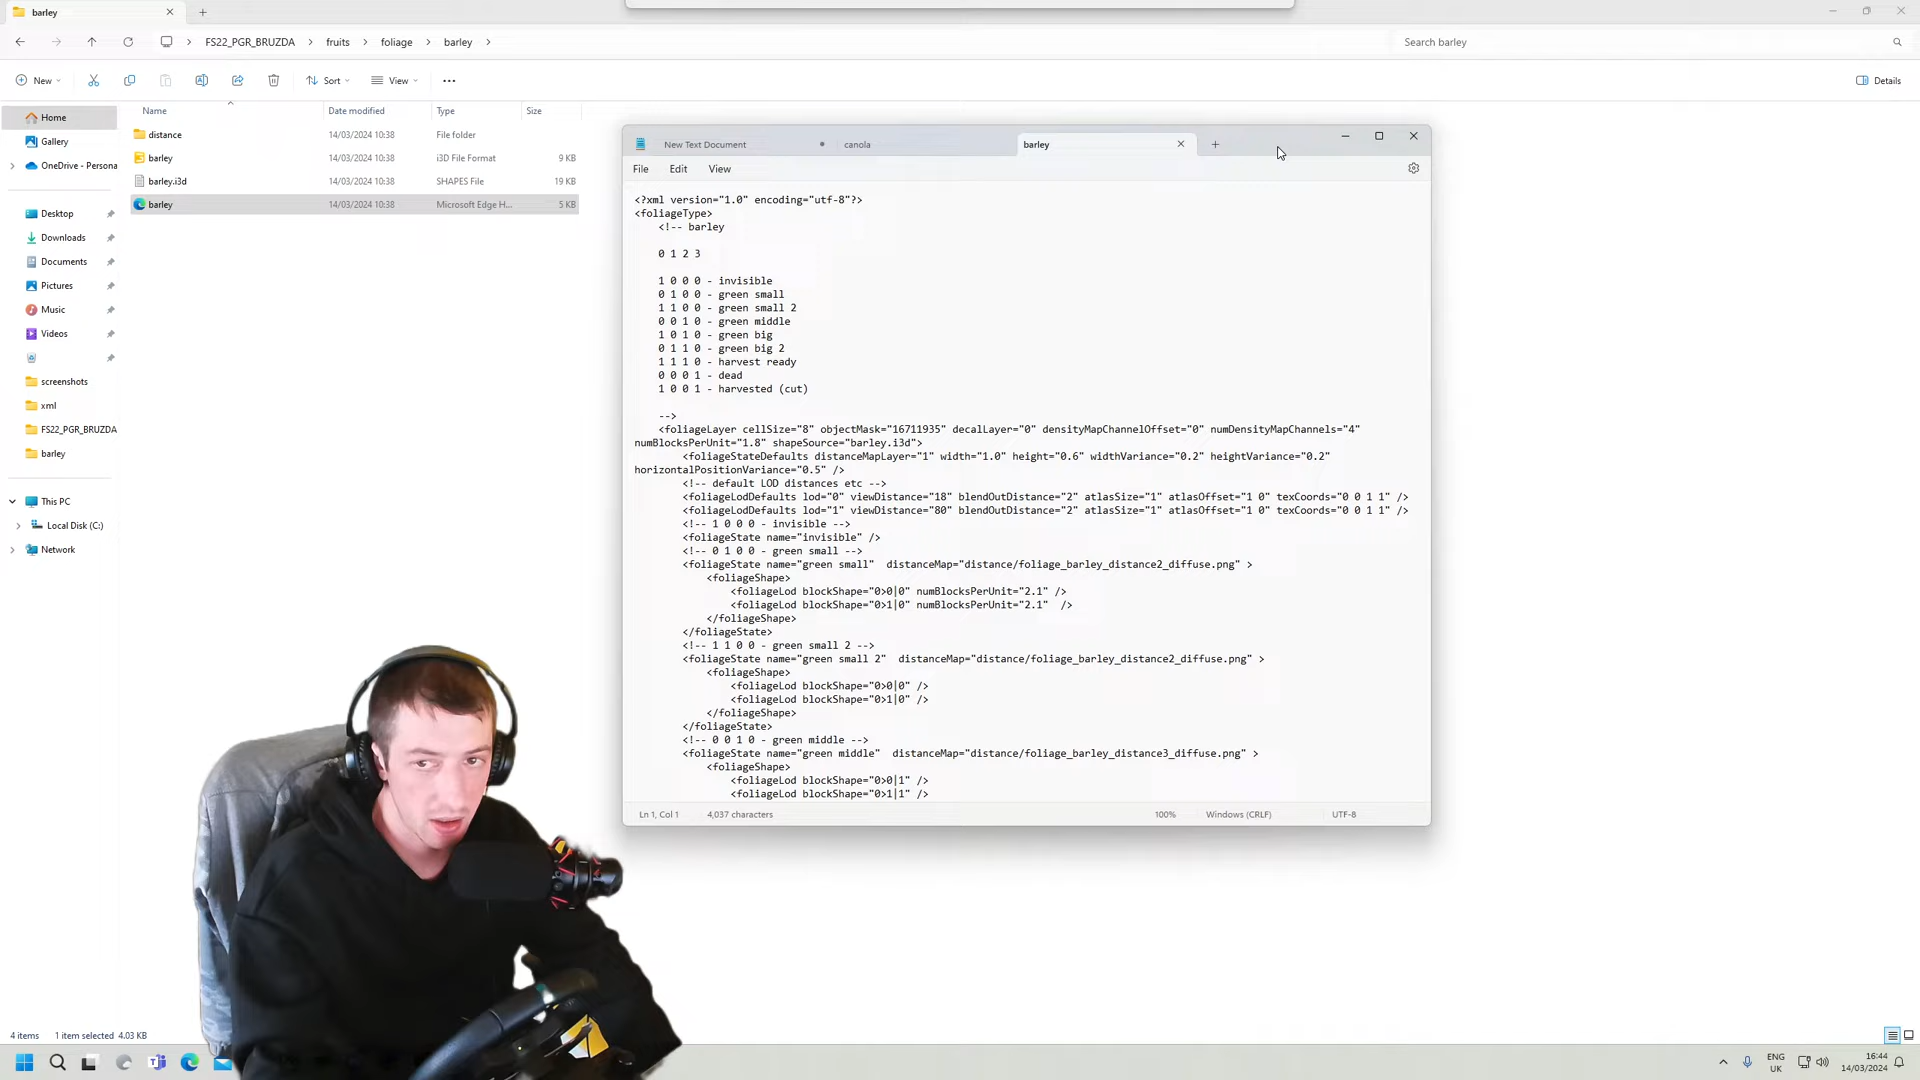 barley
FS22_PGR_BRUZDA
fruits
foliage
barley
Search barley
New
Sort
View
Details
Home
Gallery
OneDrive - Persona
Desktop
Downloads
Documents
Pictures
Music
Videos
screenshots
xml
FS22_PGR_BRUZDA
barley
This PC
Local Disk (C:)
Network
Name Date modified Type Size
distance 14/03/2024 10:38 File folder
barley 14/03/2024 10:38 i3D File Format 9 KB
barley.i3d 14/03/2024 10:38 SHAPES File 19 KB
barley 14/03/2024 10:38 Microsoft Edge H... 5 KB
New Text Document
canola
barley
File Edit View
<?xml version="1.0" encoding="utf-8"?>
<foliageType>
<!-- barley
0 1 2 3
1 0 0 0 - invisible
0 1 0 0 - green small
1 1 0 0 - green small 2
0 0 1 0 - green middle
1 0 1 0 - green big
0 1 1 0 - green big 2
1 1 1 0 - harvest ready
0 0 0 1 - dead
1 0 0 1 - harvested (cut)
-->
<foliageLayer cellSize="8" objectMask="16711935" decalLayer="0" densityMapChannelOffset="0" numDensityMapChannels="4"
numBlocksPerUnit="1.8" shapeSource="barley.i3d">
<foliageStateDefaults distanceMapLayer="1" width="1.0" height="0.6" widthVariance="0.2" heightVariance="0.2"
horizontalPositionVariance="0.5" />
<!-- default LOD distances etc -->
<foliageLodDefaults lod="0" viewDistance="18" blendOutDistance="2" atlasSize="1" atlasOffset="1 0" texCoords="0 0 1 1" />
<foliageLodDefaults lod="1" viewDistance="80" blendOutDistance="2" atlasSize="1" atlasOffset="1 0" texCoords="0 0 1 1" />
<!-- 1 0 0 0 - invisible -->
<foliageState name="invisible" />
<!-- 0 1 0 0 - green small -->
<foliageState name="green small"  distanceMap="distance/foliage_barley_distance2_diffuse.png" >
<foliageShape>
<foliageLod blockShape="0>0|0" numBlocksPerUnit="2.1" />
<foliageLod blockShape="0>1|0" numBlocksPerUnit="2.1"  />
</foliageShape>
</foliageState>
<!-- 1 1 0 0 - green small 2 -->
<foliageState name="green small 2"  distanceMap="distance/foliage_barley_distance2_diffuse.png" >
<foliageShape>
<foliageLod blockShape="0>0|0" />
<foliageLod blockShape="0>1|0" />
</foliageShape>
</foliageState>
<!-- 0 0 1 0 - green middle -->
<foliageState name="green middle"  distanceMap="distance/foliage_barley_distance3_diffuse.png" >
<foliageShape>
<foliageLod blockShape="0>0|1" />
<foliageLod blockShape="0>1|1" />
Ln 1, Col 1 4,037 characters 100% Windows (CRLF) UTF-8
4 items 1 item selected 4.03 KB
ENG
UK
16:44
14/03/2024